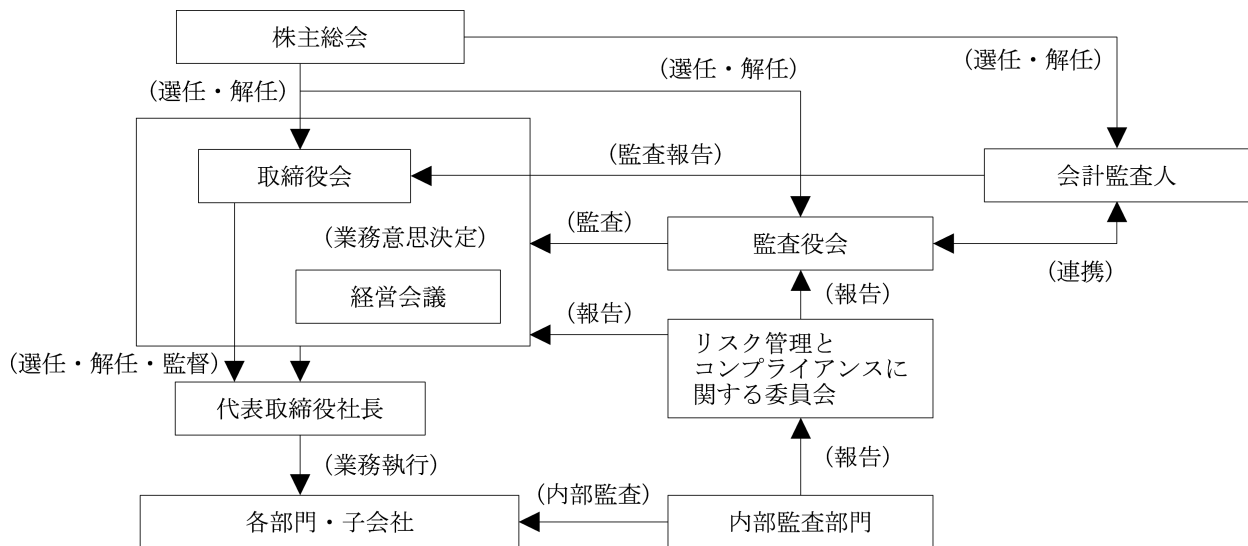 株主総会
(選任・解任)
(選任・解任)
(選任・解任)
取締役会
(監査報告)
会計監査人
(業務意思決定)
(監査)
監査役会
(連携)
経営会議
(報告)
(報告)
(選任・解任・監督)
リスク管理と
コンプライアンスに
関する委員会
代表取締役社長
(業務執行)
(報告)
(内部監査)
各部門・子会社
内部監査部門